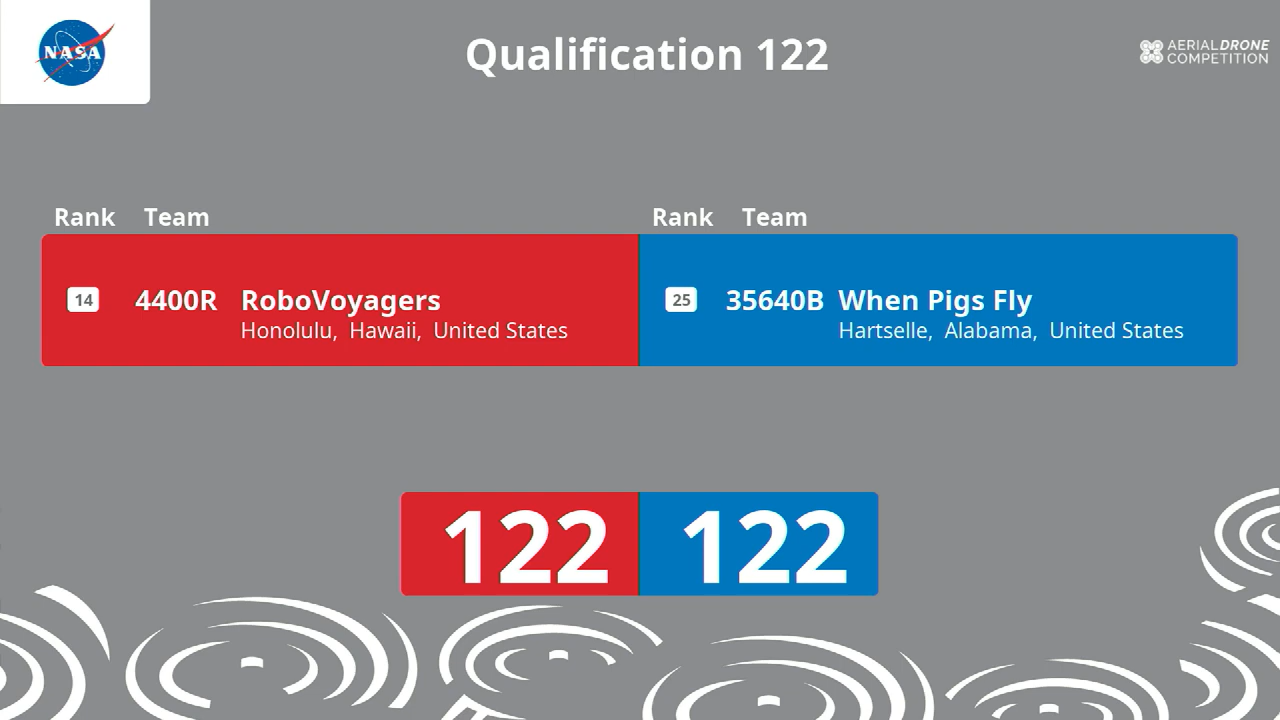 NASA
Qualification 122
AERIALDRONE
COMPETITION
Rank Team
Rank Team
14 4400R RoboVoyagers
Honolulu, Hawaii, United States
25 35640B When Pigs Fly
Hartselle, Alabama, United States
122 122